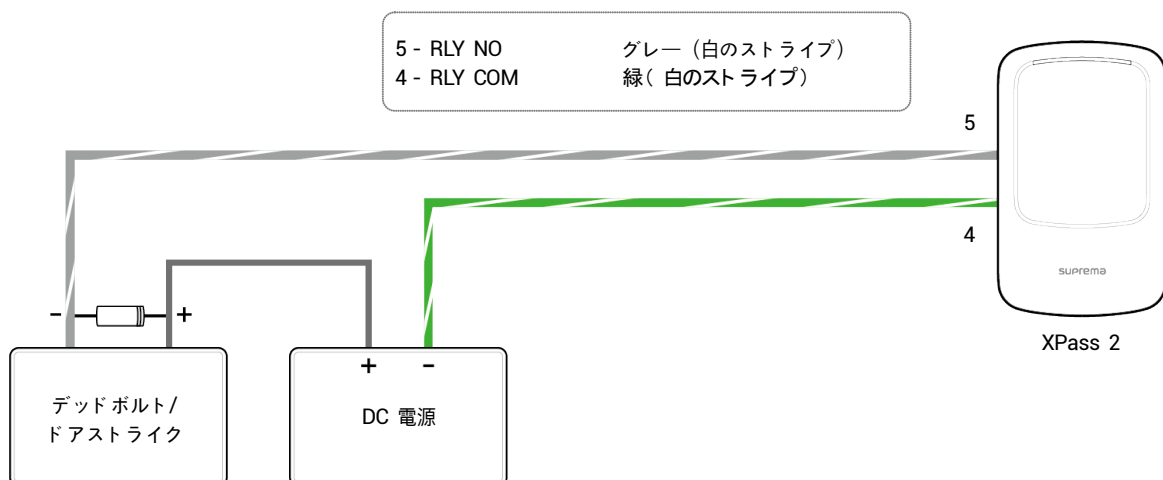 5 - RLY NO グレー (白のストライプ)
4 - RLY COM 緑( 白のストライプ)
5
4
suprema
XPass 2
- +
+ -
デッドボルト/
ドアストライク
DC 電源